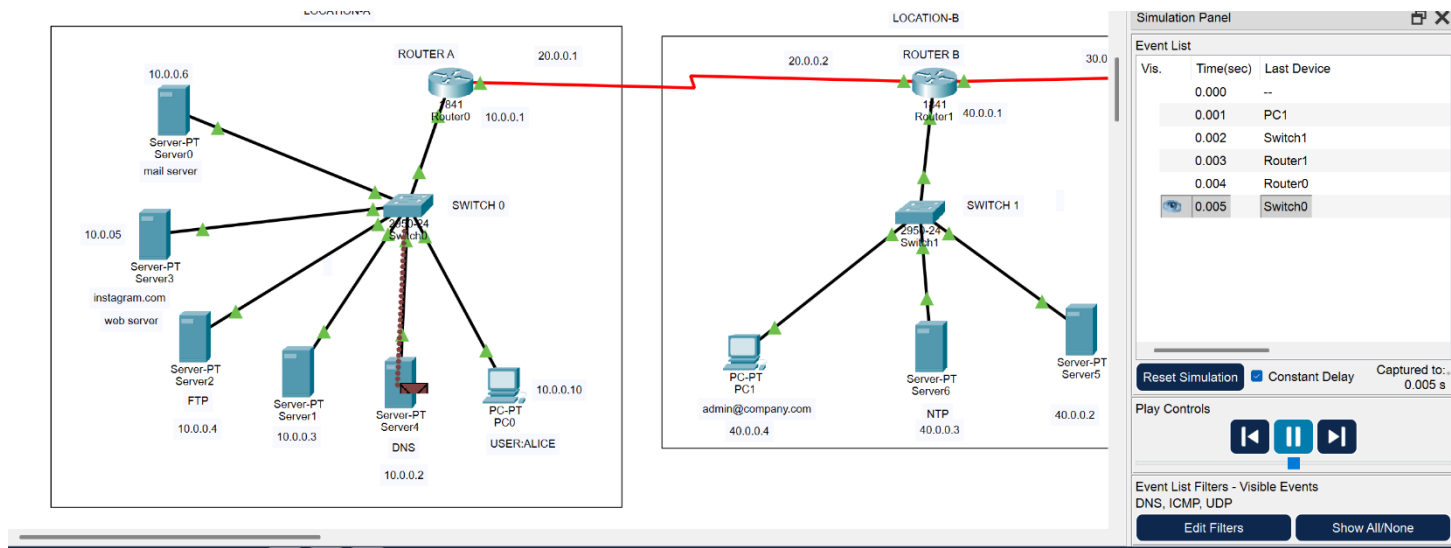 LOCATION-A
LOCATION-B
ROUTER A
20.0.0.1
10.0.0.6
1841
Router0
10.0.0.1
Server-PT
Server0
mail server
SWITCH 0
2950-24
Switch0
10.0.05
Server-PT
Server3
instagram.com
web server
Server-PT
Server2
FTP
10.0.0.4
Server-PT
Server1
10.0.0.3
Server-PT
Server4
DNS
10.0.0.2
10.0.0.10
PC-PT
PC0
USER:ALICE
20.0.0.2
ROUTER B
30.0
1841
Router1
40.0.0.1
SWITCH 1
2950-24
Switch1
PC-PT
PC1
admin@company.com
40.0.0.4
Server-PT
Server6
NTP
40.0.0.3
Server-PT
Server5
40.0.0.2
Simulation Panel
Event List
Vis. Time(sec) Last Device
0.000 --
0.001 PC1
0.002 Switch1
0.003 Router1
0.004 Router0
0.005 Switch0
Reset Simulation Constant Delay Captured to:
0.005 s
Play Controls
Event List Filters - Visible Events
DNS, ICMP, UDP
Edit Filters Show All/None